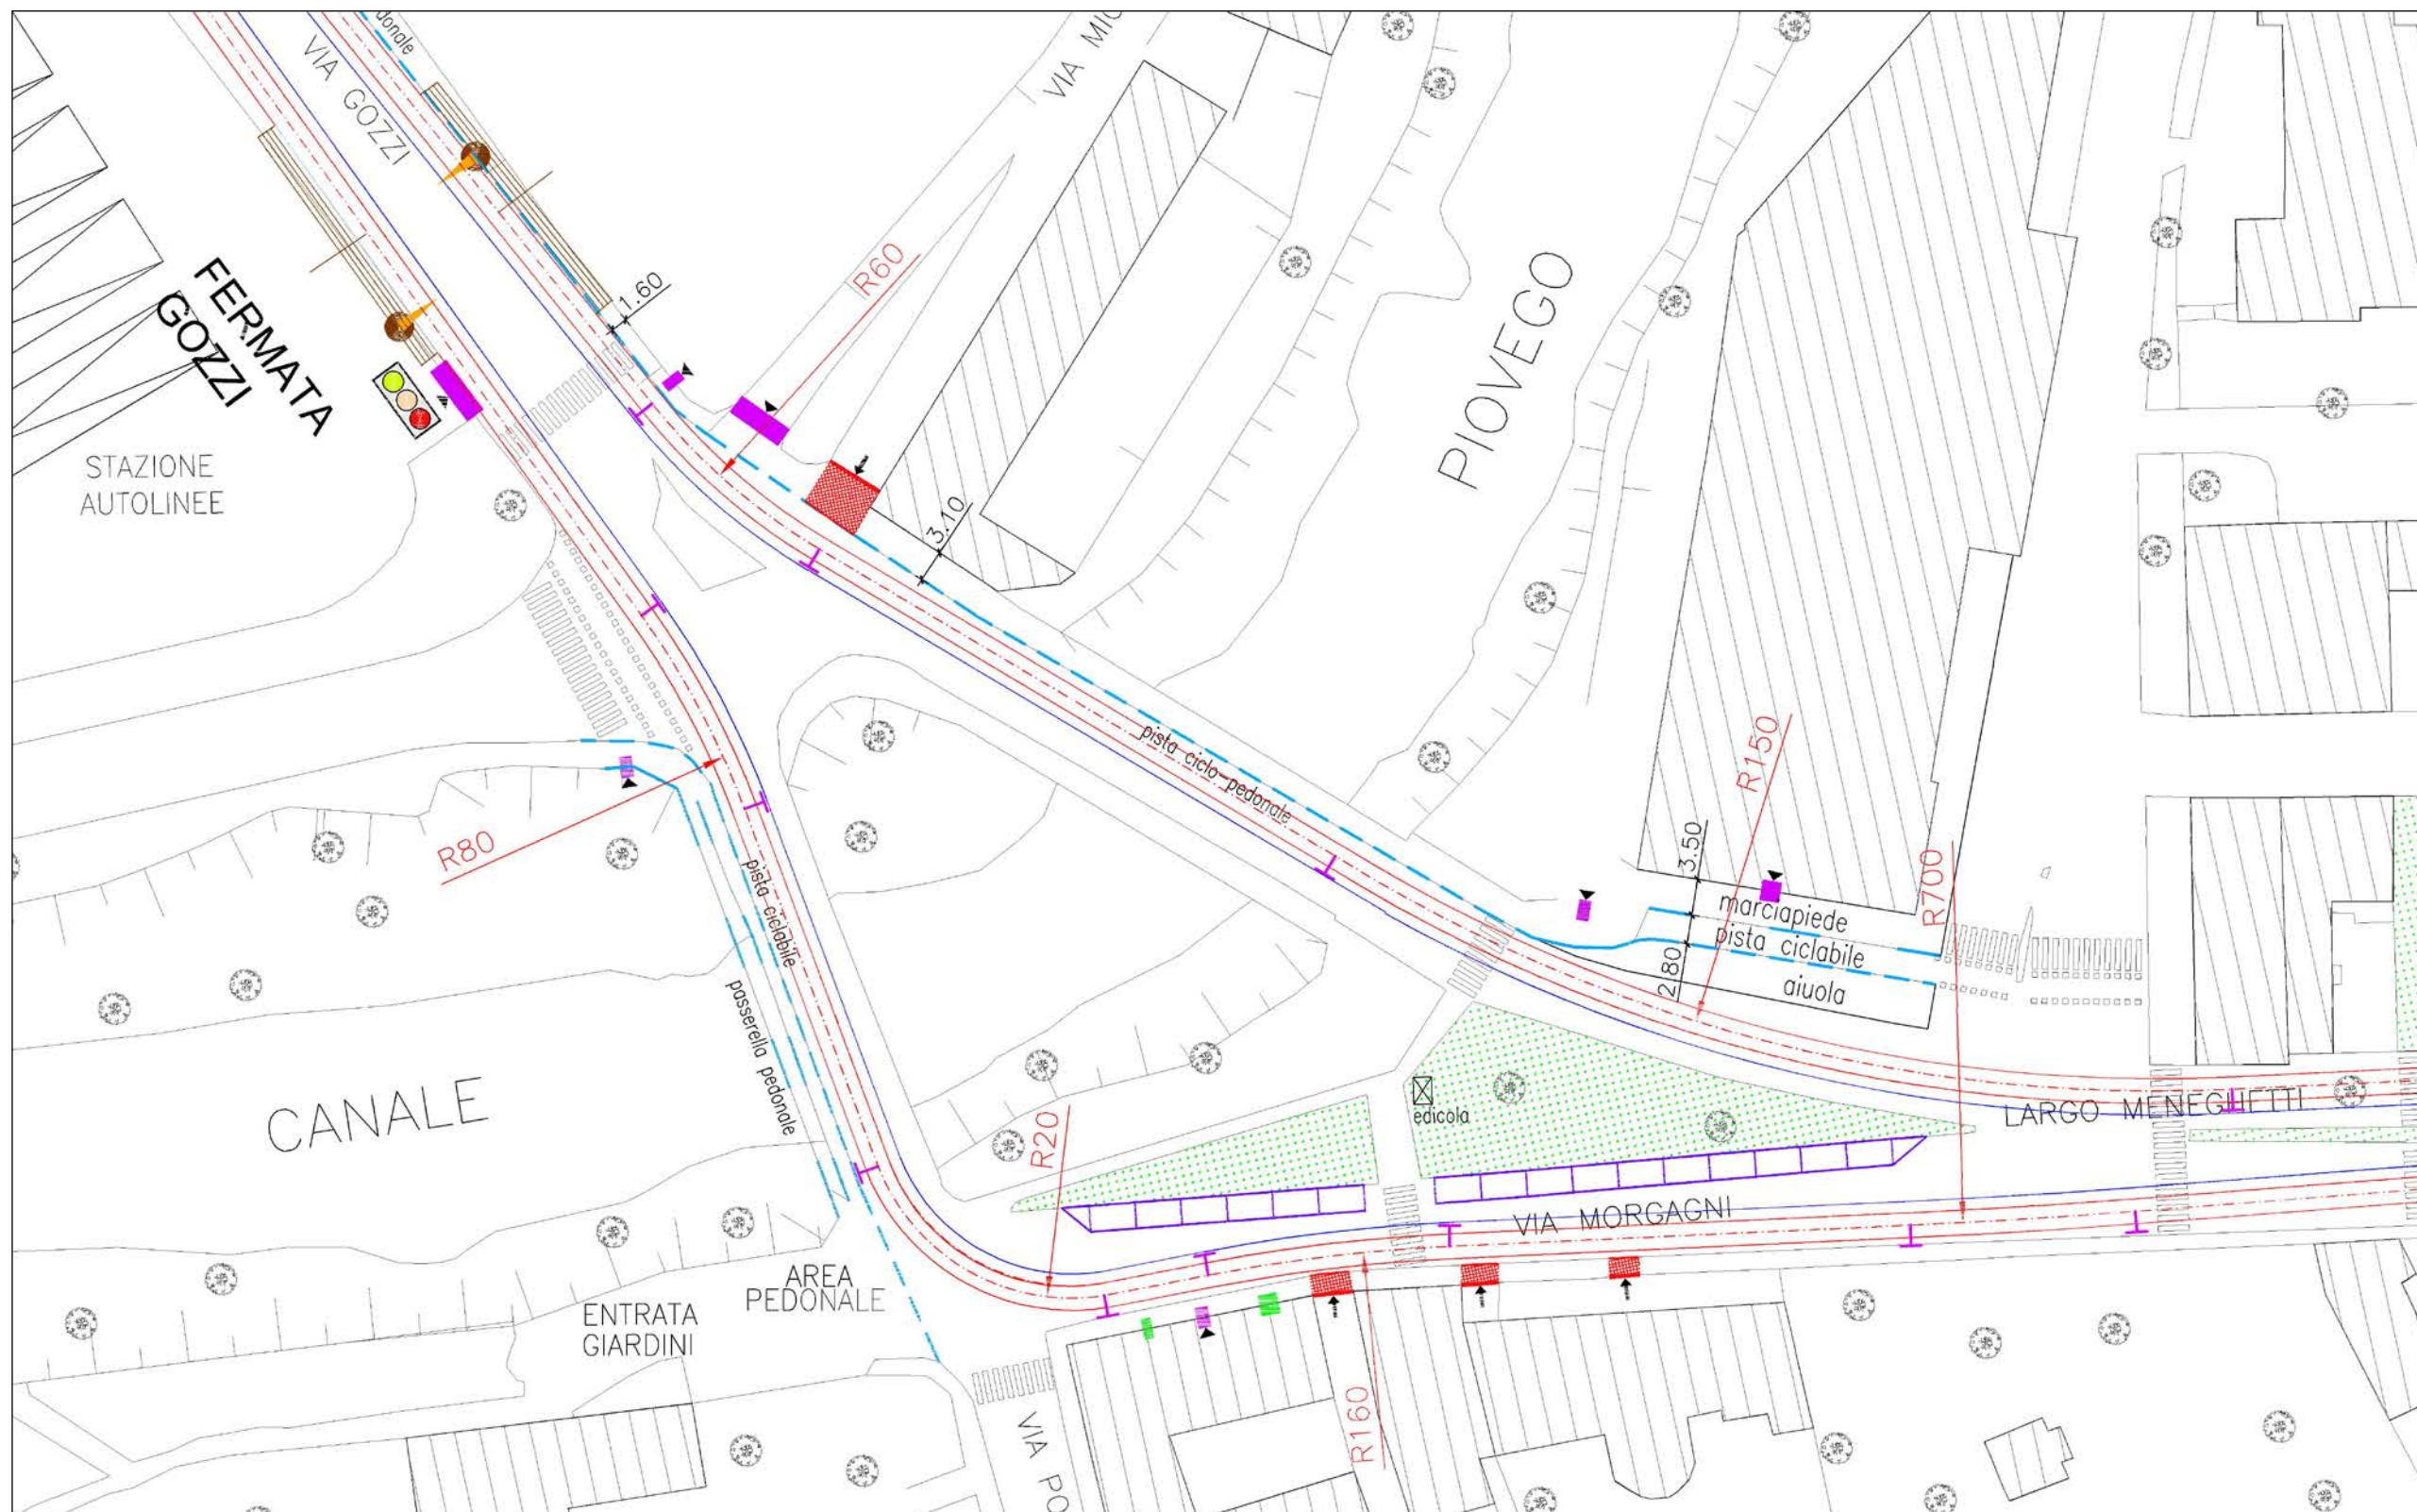 VIA GOZZI
VIA
R60
1.60
FERMATA
GOZZI
PIOVEGO
STAZIONE
AUTOLINEE
3.10
pista ciclo-pedonale
R150
R80
3.50
R700
pista ciclabile
marciapiede
pista ciclabile
2.80
aiuola
passerella pedonale
CANALE
edicola
R20
LARGO MENEGHETTI
VIA MORGAGNI
AREA
PEDONALE
ENTRATA
GIARDINI
R160
VIA